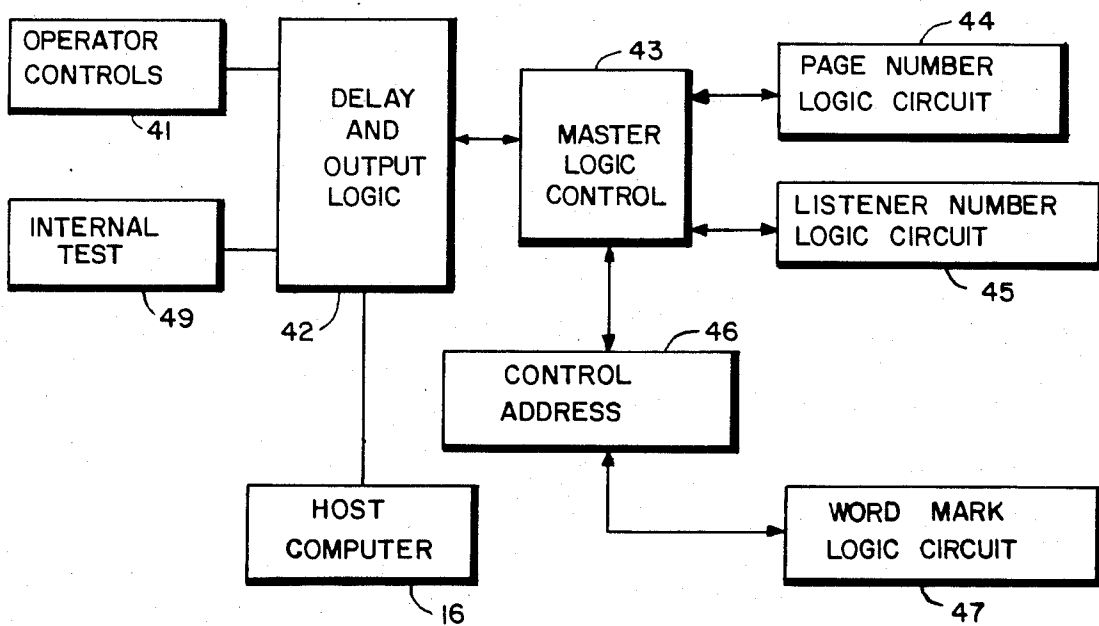 OPERATOR
CONTROLS
41
INTERNAL
TEST
49
DELAY
AND
OUTPUT
LOGIC
42
HOST
COMPUTER
16
43
MASTER
LOGIC
CONTROL
44
PAGE NUMBER
LOGIC CIRCUIT
LISTENER NUMBER
LOGIC CIRCUIT
45
46
CONTROL
ADDRESS
WORD MARK
LOGIC CIRCUIT
47